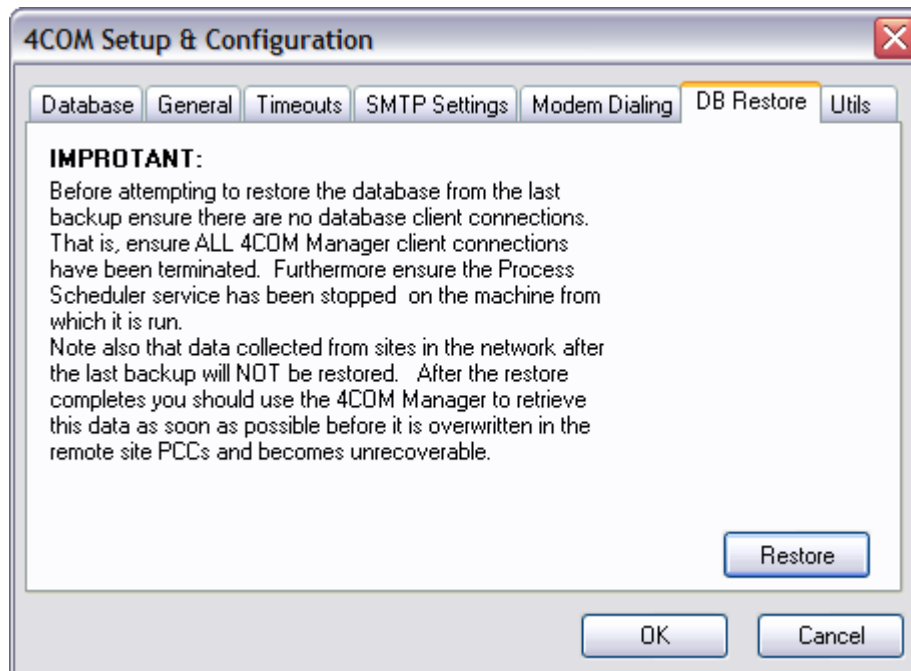 4COM Setup & Configuration
Database General Timeouts SMTP Settings Modem Dialing DB Restore Utils
IMPROTANT:
Before attempting to restore the database from the last
backup ensure there are no database client connections.
That is, ensure ALL 4COM Manager client connections
have been terminated.  Furthermore ensure the Process
Scheduler service has been stopped  on the machine from
which it is run.
Note also that data collected from sites in the network after
the last backup will NOT be restored.   After the restore
completes you should use the 4COM Manager to retrieve
this data as soon as possible before it is overwritten in the
remote site PCCs and becomes unrecoverable.
Restore
OK Cancel